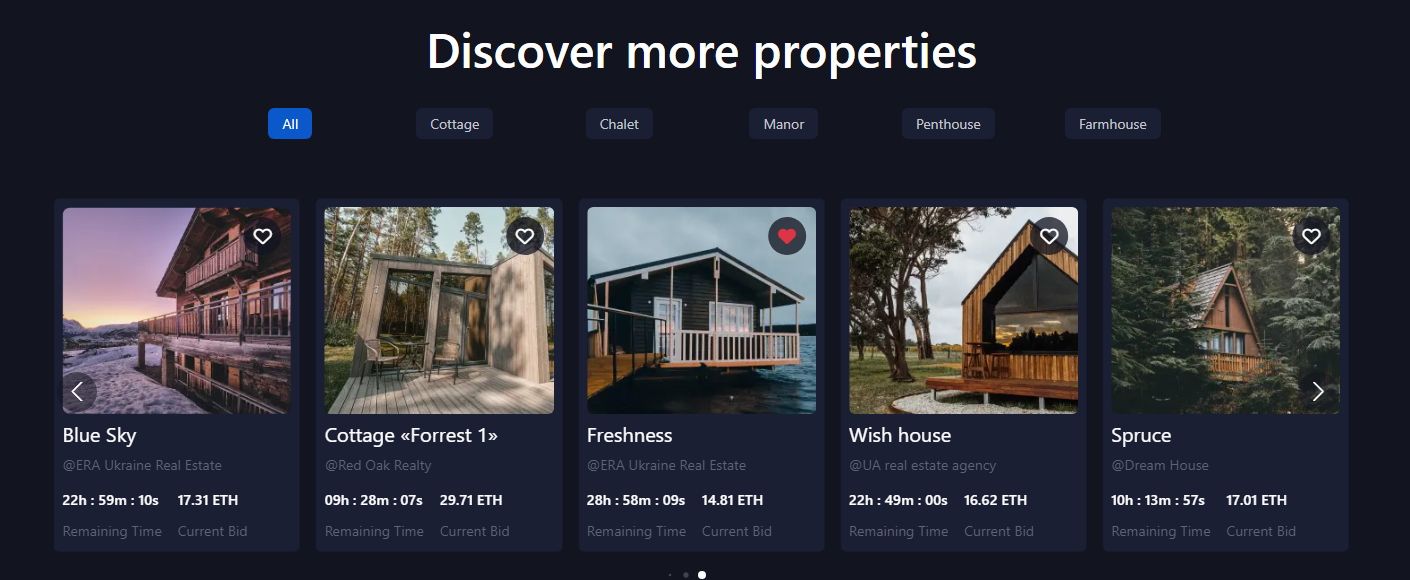 Discover more properties
All Cottage Chalet Manor Penthouse Farmhouse
Blue Sky
@ERA Ukraine Real Estate
22h : 59m : 10s 17.31 ETH
Remaining Time Current Bid
Cottage «Forrest 1»
@Red Oak Realty
09h : 28m : 07s 29.71 ETH
Remaining Time Current Bid
Freshness
@ERA Ukraine Real Estate
28h : 58m : 09s 14.81 ETH
Remaining Time Current Bid
Wish house
@UA real estate agency
22h : 49m : 00s 16.62 ETH
Remaining Time Current Bid
Spruce
@Dream House
10h : 13m : 57s 17.01 ETH
Remaining Time Current Bid